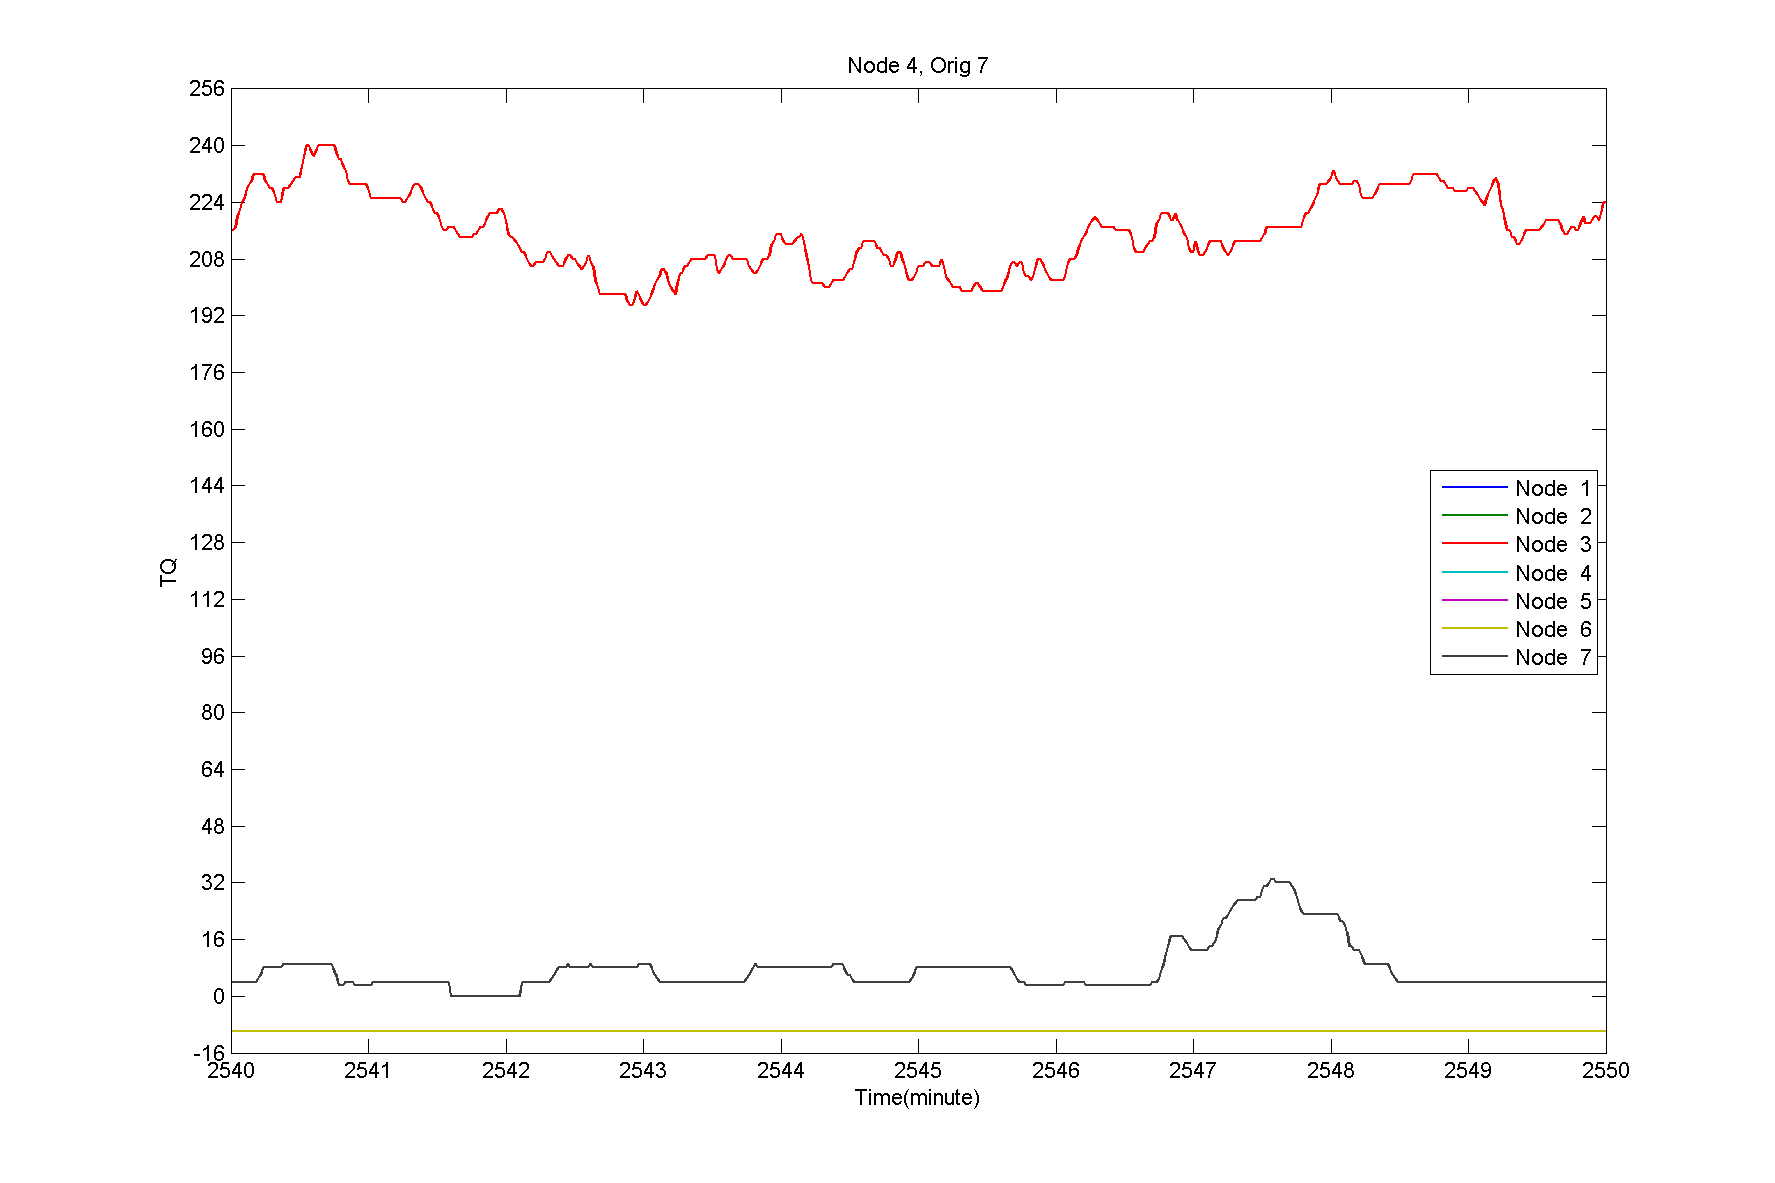 Node 4, Orig 7
256
240
224
208
192
176
160
144
128
112
96
80
64
48
32
16
0
-16
TQ
Node 1
Node 2
Node 3
Node 4
Node 5
Node 6
Node 7
2540 2541 2542 2543 2544 2545 2546 2547 2548 2549 2550
Time(minute)